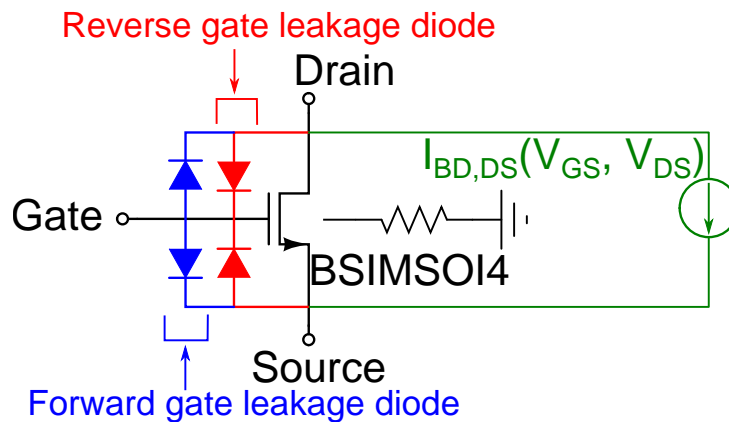 Reverse gate leakage diode
Drain
I_BD,DS(V_GS, V_DS)
Gate
BSIMSOI4
Source
Forward gate leakage diode